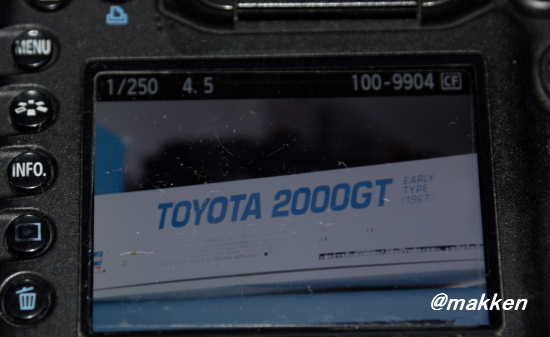 MENU
INFO.
1/250 4.5 100-9904 CF
TOYOTA 2000GT
EARLY
TYPE
(1967)
@makken